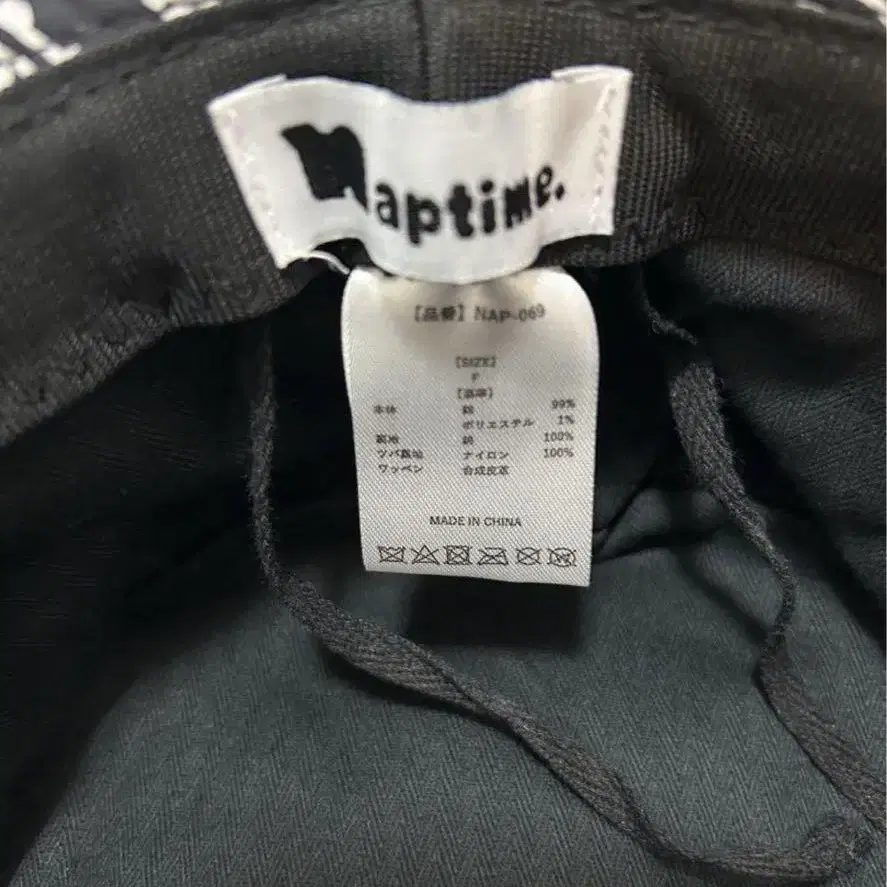 Naptime.
【品番】 NAP-069
【SIZE】
F
【混率】
本体 綿 99%
ポリエステル 1%
裏地 綿 100%
ツバ裏地 ナイロン 100%
ワッペン 合成皮革
MADE IN CHINA